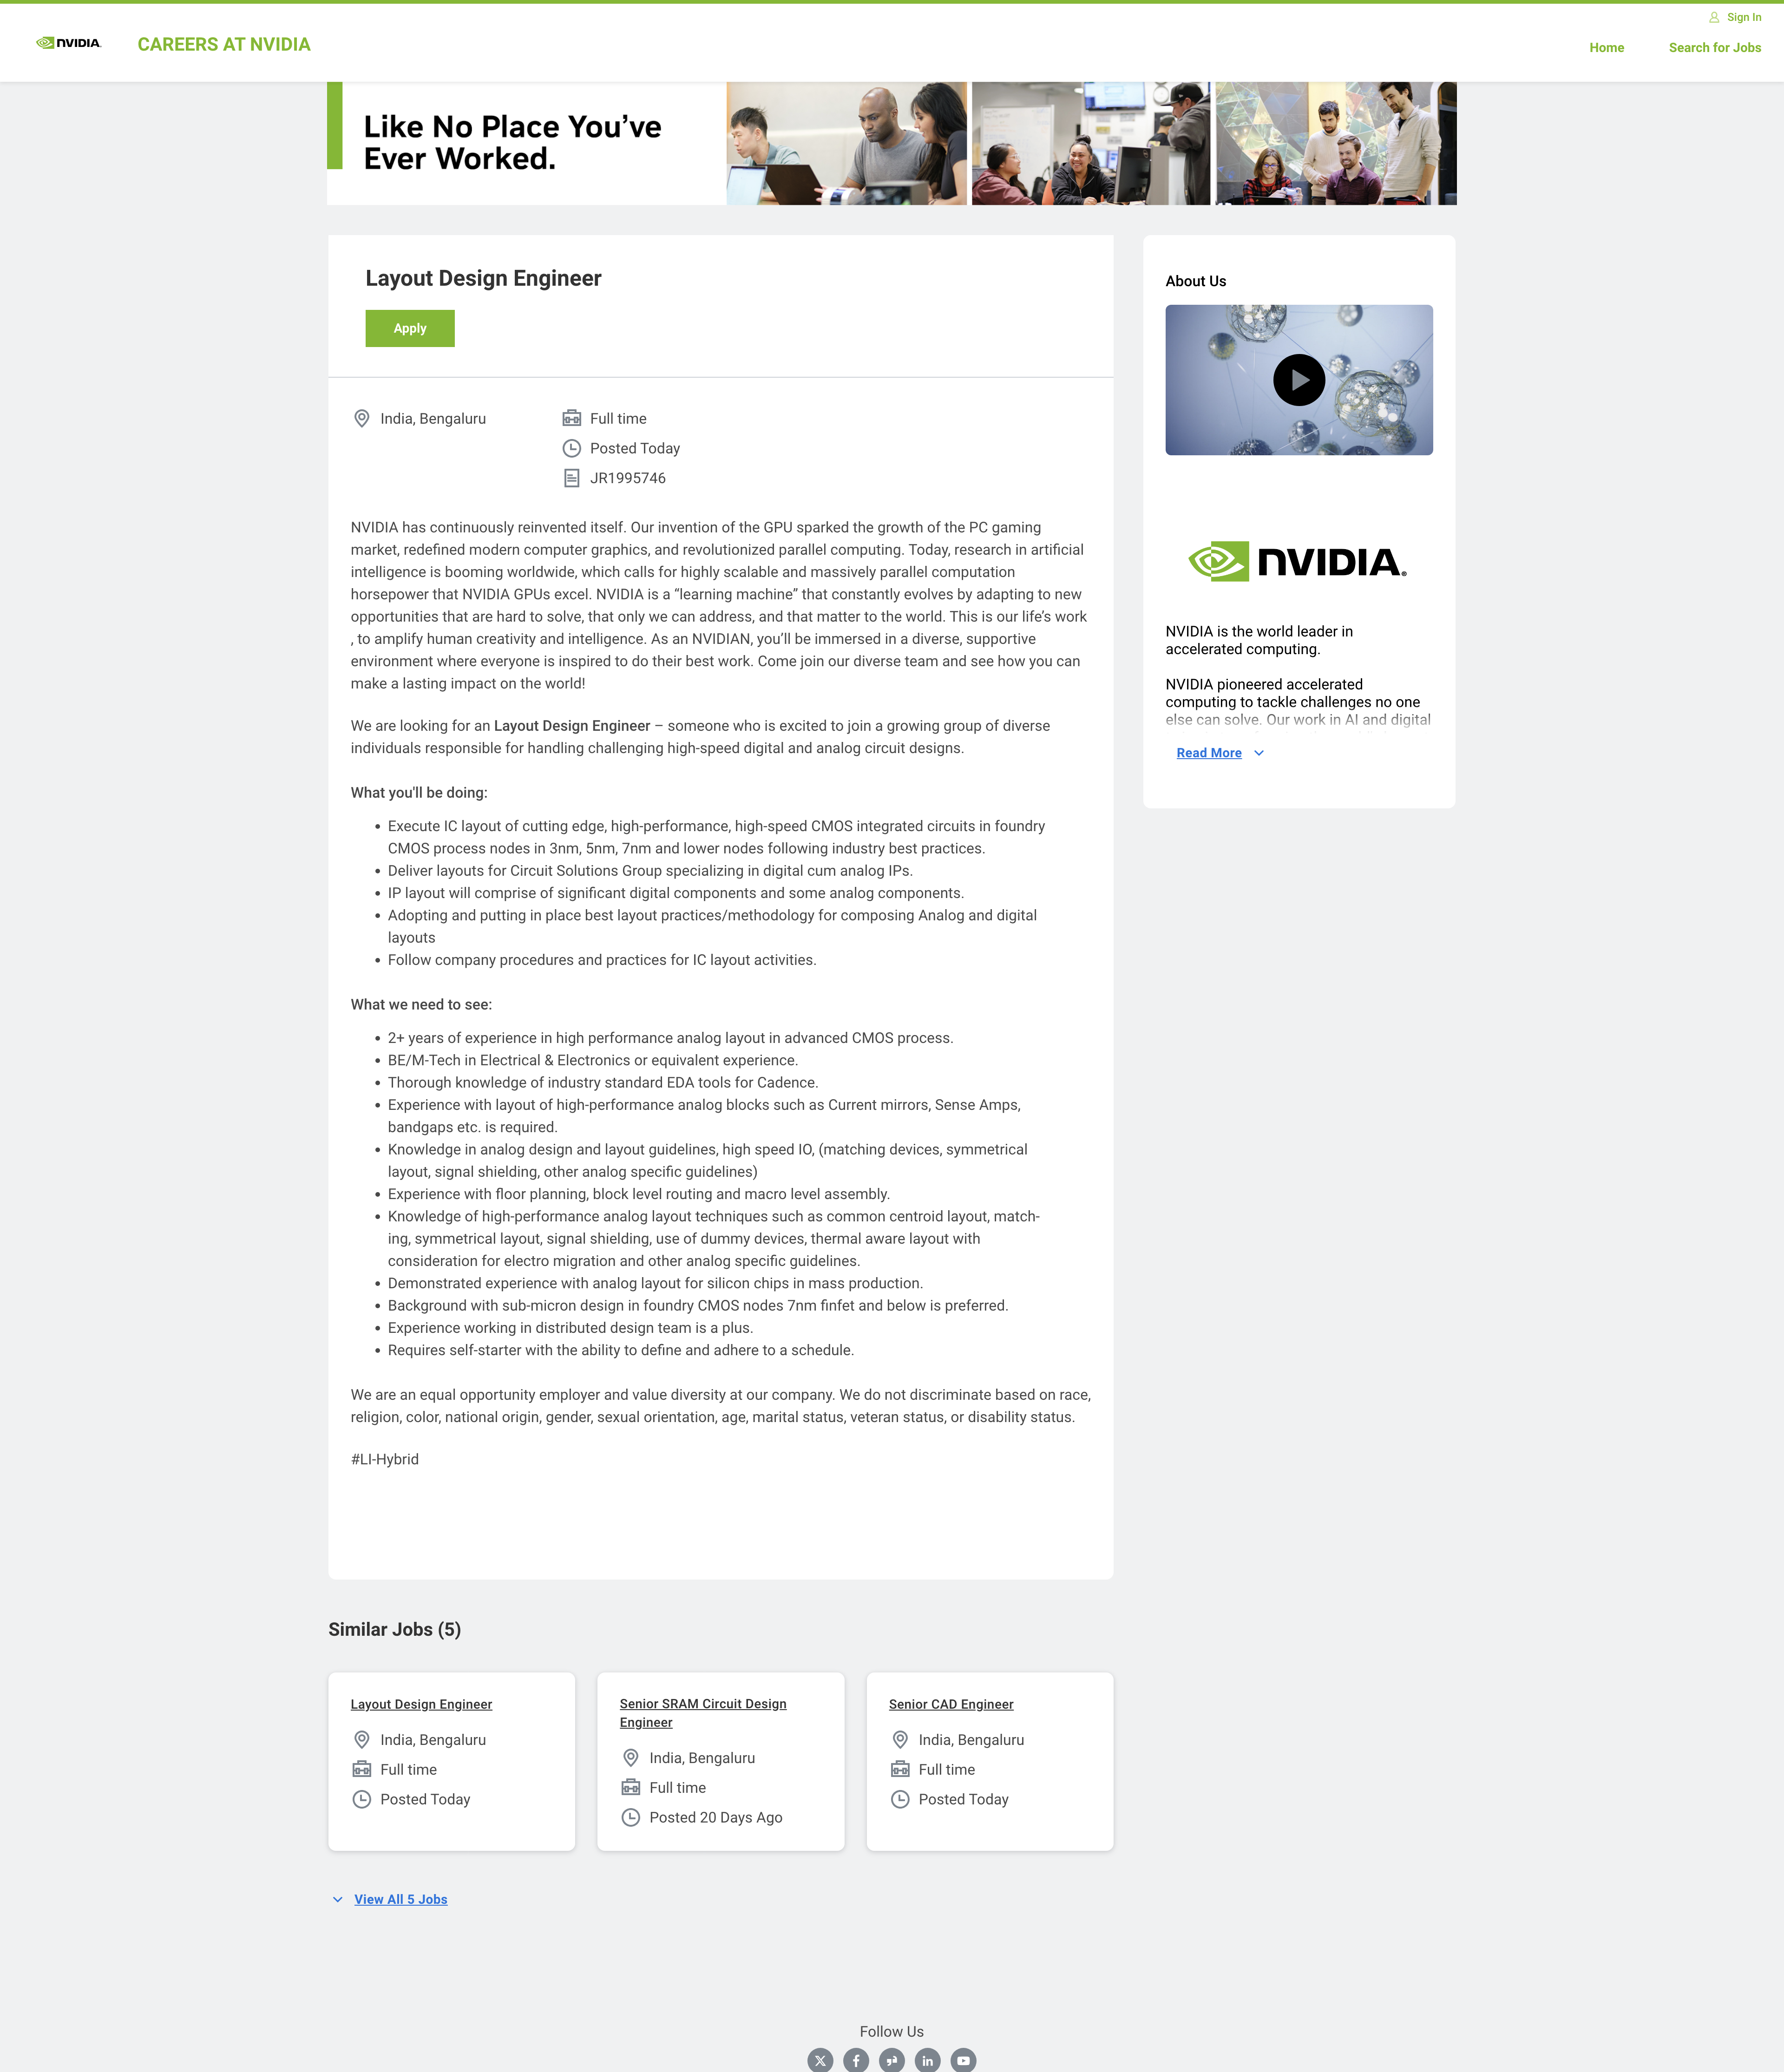 Sign In
NVIDIA.
CAREERS AT NVIDIA
Home
Search for Jobs
Like No Place You’ve
Ever Worked.
Layout Design Engineer
Apply
India, Bengaluru
Full time
Posted Today
JR1995746
NVIDIA has continuously reinvented itself. Our invention of the GPU sparked the growth of the PC gaming
market, redefined modern computer graphics, and revolutionized parallel computing. Today, research in artificial
intelligence is booming worldwide, which calls for highly scalable and massively parallel computation
horsepower that NVIDIA GPUs excel. NVIDIA is a “learning machine” that constantly evolves by adapting to new
opportunities that are hard to solve, that only we can address, and that matter to the world. This is our life’s work
, to amplify human creativity and intelligence. As an NVIDIAN, you’ll be immersed in a diverse, supportive
environment where everyone is inspired to do their best work. Come join our diverse team and see how you can
make a lasting impact on the world!
We are looking for an Layout Design Engineer – someone who is excited to join a growing group of diverse
individuals responsible for handling challenging high-speed digital and analog circuit designs.
What you'll be doing:
• Execute IC layout of cutting edge, high-performance, high-speed CMOS integrated circuits in foundry
CMOS process nodes in 3nm, 5nm, 7nm and lower nodes following industry best practices.
• Deliver layouts for Circuit Solutions Group specializing in digital cum analog IPs.
• IP layout will comprise of significant digital components and some analog components.
• Adopting and putting in place best layout practices/methodology for composing Analog and digital
layouts
• Follow company procedures and practices for IC layout activities.
What we need to see:
• 2+ years of experience in high performance analog layout in advanced CMOS process.
• BE/M-Tech in Electrical & Electronics or equivalent experience.
• Thorough knowledge of industry standard EDA tools for Cadence.
• Experience with layout of high-performance analog blocks such as Current mirrors, Sense Amps,
bandgaps etc. is required.
• Knowledge in analog design and layout guidelines, high speed IO, (matching devices, symmetrical
layout, signal shielding, other analog specific guidelines)
• Experience with floor planning, block level routing and macro level assembly.
• Knowledge of high-performance analog layout techniques such as common centroid layout, match-
ing, symmetrical layout, signal shielding, use of dummy devices, thermal aware layout with
consideration for electro migration and other analog specific guidelines.
• Demonstrated experience with analog layout for silicon chips in mass production.
• Background with sub-micron design in foundry CMOS nodes 7nm finfet and below is preferred.
• Experience working in distributed design team is a plus.
• Requires self-starter with the ability to define and adhere to a schedule.
We are an equal opportunity employer and value diversity at our company. We do not discriminate based on race,
religion, color, national origin, gender, sexual orientation, age, marital status, veteran status, or disability status.
#LI-Hybrid
About Us
NVIDIA®
NVIDIA is the world leader in
accelerated computing.
NVIDIA pioneered accelerated
computing to tackle challenges no one
else can solve. Our work in AI and digital
Read More
Similar Jobs (5)
Layout Design Engineer
India, Bengaluru
Full time
Posted Today
Senior SRAM Circuit Design
Engineer
India, Bengaluru
Full time
Posted 20 Days Ago
Senior CAD Engineer
India, Bengaluru
Full time
Posted Today
View All 5 Jobs
Follow Us